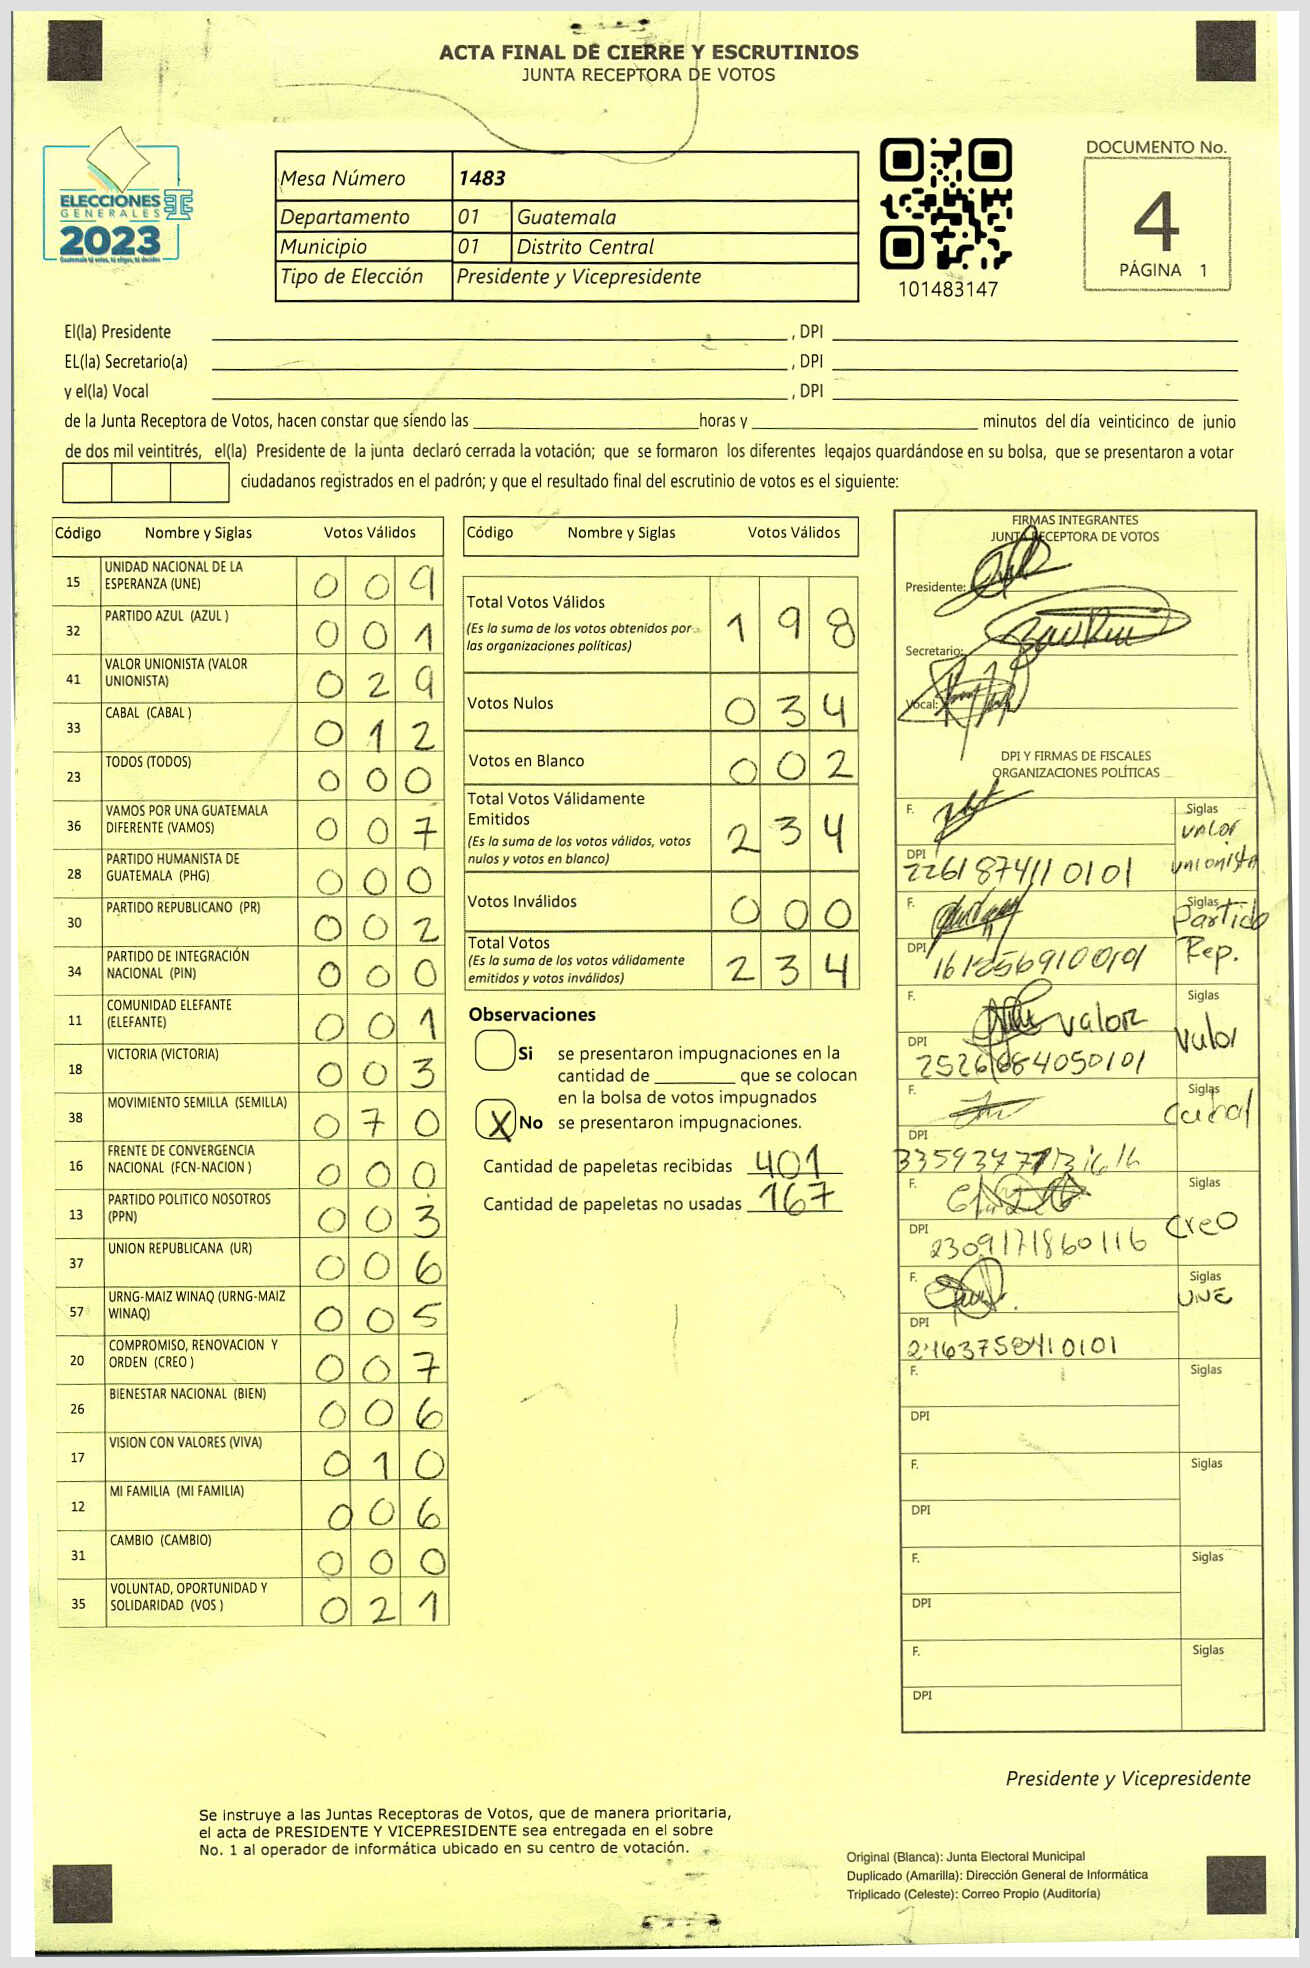 ACTA FINAL DE CIERRE Y ESCRUTINIOS
JUNTA RECEPTORA DE VOTOS
ELECCIONES
GENERALES
2023
Guatemala tú votas, tú eliges, tú decides
Mesa Número 1483
Departamento 01 Guatemala
Municipio 01 Distrito Central
Tipo de Elección Presidente y Vicepresidente
101483147
DOCUMENTO No.
4
PÁGINA 1
El(la) Presidente , DPI
EL(la) Secretario(a) , DPI
y el(la) Vocal , DPI
de la Junta Receptora de Votos, hacen constar que siendo las horas y minutos del día veinticinco de junio
de dos mil veintitrés, el(la) Presidente de la junta declaró cerrada la votación; que se formaron los diferentes legajos quardándose en su bolsa, que se presentaron a votar
ciudadanos registrados en el padrón; y que el resultado final del escrutinio de votos es el siguiente:
Código Nombre y Siglas Votos Válidos
15 UNIDAD NACIONAL DE LA ESPERANZA (UNE) 0 0 9
32 PARTIDO AZUL (AZUL ) 0 0 1
41 VALOR UNIONISTA (VALOR UNIONISTA) 0 2 9
33 CABAL (CABAL ) 0 1 2
23 TODOS (TODOS) 0 0 0
36 VAMOS POR UNA GUATEMALA DIFERENTE (VAMOS) 0 0 7
28 PARTIDO HUMANISTA DE GUATEMALA (PHG) 0 0 0
30 PARTIDO REPUBLICANO (PR) 0 0 2
34 PARTIDO DE INTEGRACIÓN NACIONAL (PIN) 0 0 0
11 COMUNIDAD ELEFANTE (ELEFANTE) 0 0 1
18 VICTORIA (VICTORIA) 0 0 3
38 MOVIMIENTO SEMILLA (SEMILLA) 0 7 0
16 FRENTE DE CONVERGENCIA NACIONAL (FCN-NACION ) 0 0 0
13 PARTIDO POLITICO NOSOTROS (PPN) 0 0 3
37 UNION REPUBLICANA (UR) 0 0 6
57 URNG-MAIZ WINAQ (URNG-MAIZ WINAQ) 0 0 5
20 COMPROMISO, RENOVACION Y ORDEN (CREO ) 0 0 7
26 BIENESTAR NACIONAL (BIEN) 0 0 6
17 VISION CON VALORES (VIVA) 0 1 0
12 MI FAMILIA (MI FAMILIA) 0 0 6
31 CAMBIO (CAMBIO) 0 0 0
35 VOLUNTAD, OPORTUNIDAD Y SOLIDARIDAD (VOS ) 0 2 1
Código Nombre y Siglas Votos Válidos
Total Votos Válidos 1 9 8
(Es la suma de los votos obtenidos por
las organizaciones políticas)
Votos Nulos 0 3 4
Votos en Blanco 0 0 2
Total Votos Válidamente
Emitidos 2 3 4
(Es la suma de los votos válidos, votos
nulos y votos en blanco)
Votos Inválidos 0 0 0
Total Votos 2 3 4
(Es la suma de los votos válidamente
emitidos y votos inválidos)
Observaciones
Si se presentaron impugnaciones en la
cantidad de que se colocan
en la bolsa de votos impugnados
X No se presentaron impugnaciones.
Cantidad de papeletas recibidas 401
Cantidad de papeletas no usadas 167
FIRMAS INTEGRANTES
JUNTA RECEPTORA DE VOTOS
Presidente:
Secretario:
Vocal:
DPI Y FIRMAS DE FISCALES
ORGANIZACIONES POLÍTICAS
F. Siglas valor unionista
DPI 2261874110101
F. Siglas Partido Rep.
DPI
F. valor Siglas valor
DPI
F. Siglas Cabal
DPI
F. Siglas Creo
DPI 2309171860116
F. Siglas UNE
DPI 2163758410101
F. Siglas
DPI
F. Siglas
DPI
F. Siglas
DPI
F. Siglas
DPI
Presidente y Vicepresidente
Se instruye a las Juntas Receptoras de Votos, que de manera prioritaria,
el acta de PRESIDENTE Y VICEPRESIDENTE sea entregada en el sobre
No. 1 al operador de informática ubicado en su centro de votación.
Original (Blanca): Junta Electoral Municipal
Duplicado (Amarilla): Dirección General de Informática
Triplicado (Celeste): Correo Propio (Auditoría)